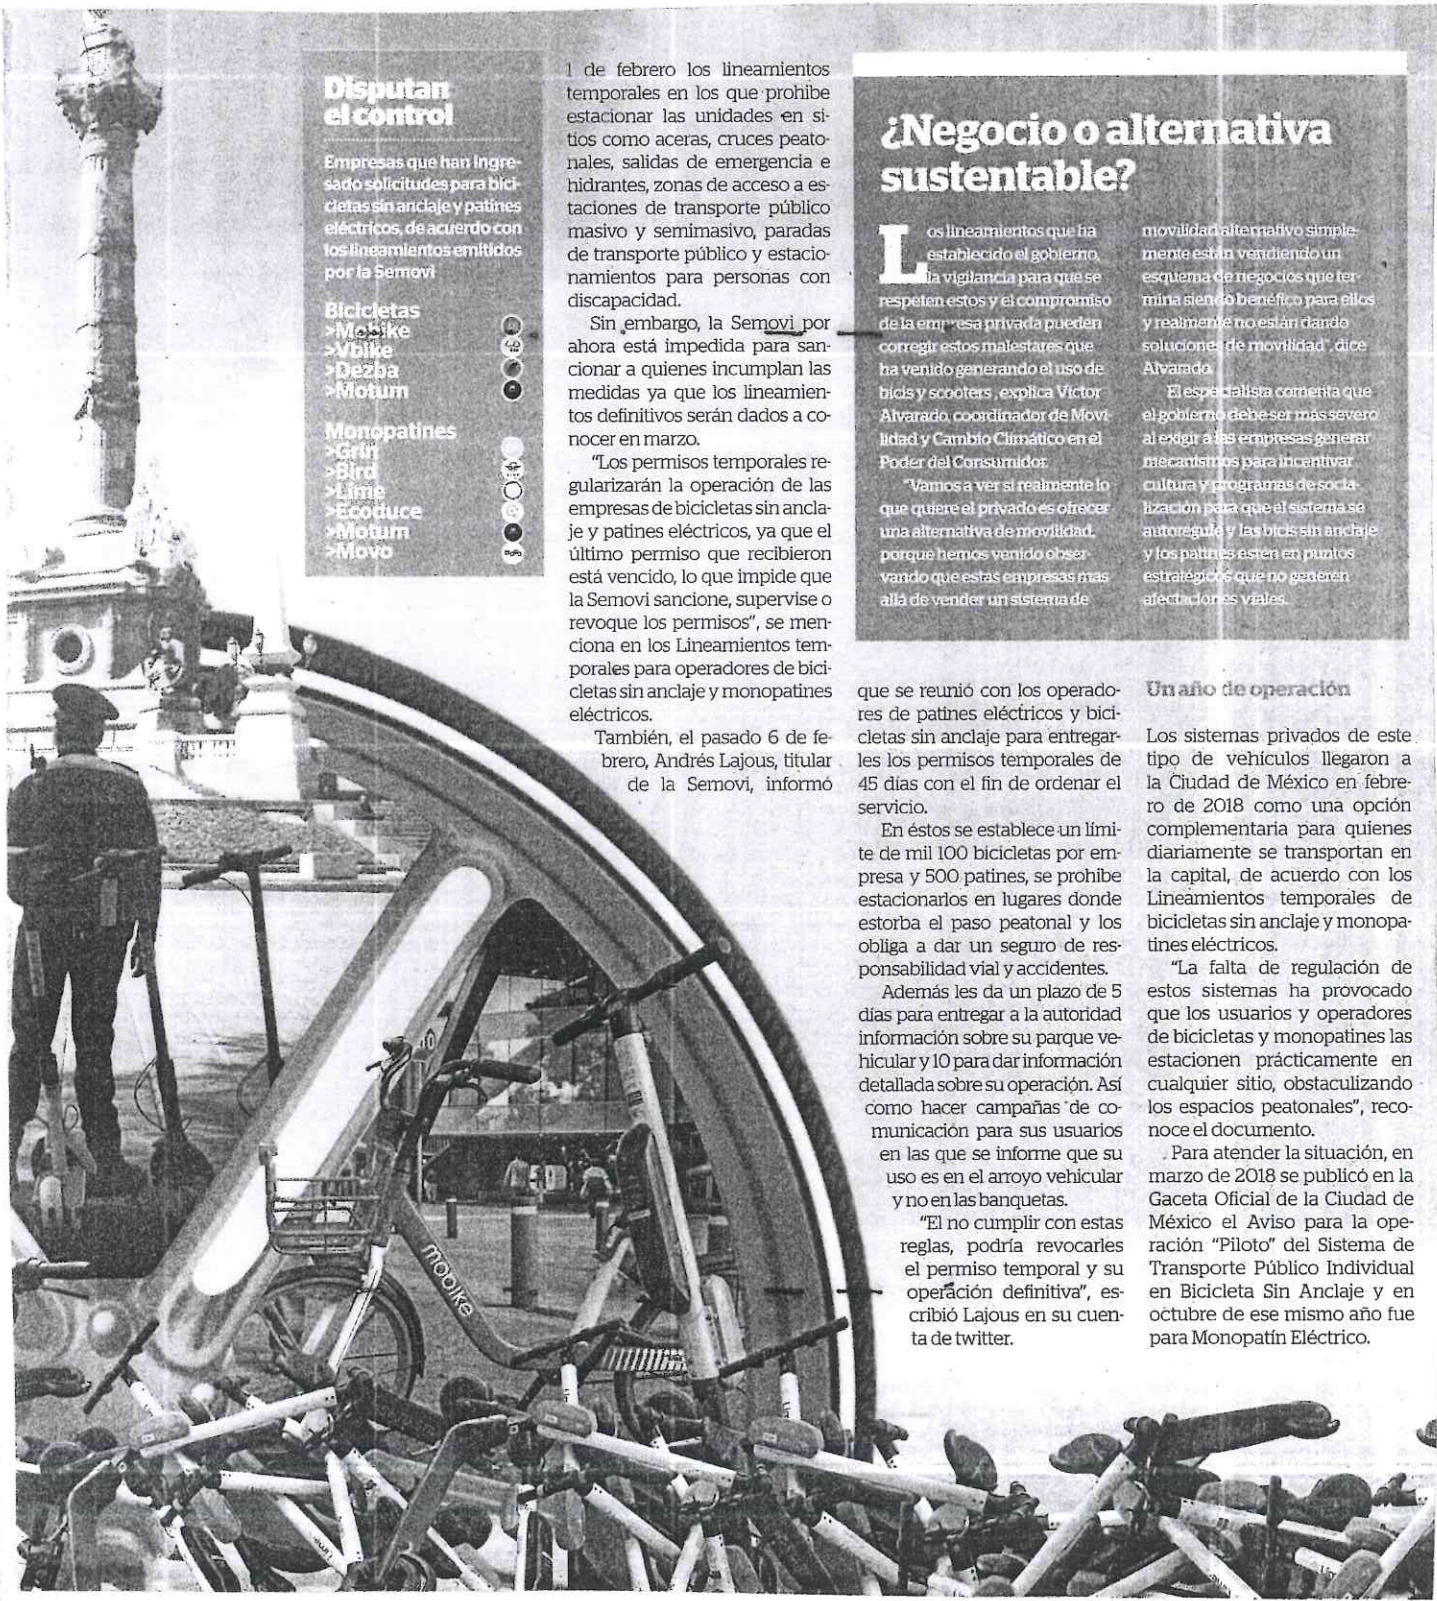 Disputan
el control
Empresas que han ingre-
sado solicitudes para bici-
cletas sin anclaje y patines
eléctricos, de acuerdo con
los lineamientos emitidos
por la Semovi
Bicicletas
>Mobike
>Vbike
>Dezba
>Motum
Monopatines
>Grin
>Bird
>Lime
>Ecoduce
>Motum
>Movo
1 de febrero los lineamientos
temporales en los que prohibe
estacionar las unidades en si-
tios como aceras, cruces peato-
nales, salidas de emergencia e
hidrantes, zonas de acceso a es-
taciones de transporte público
masivo y semimasivo, paradas
de transporte público y estacio-
namientos para personas con
discapacidad.
Sin embargo, la Semovi por
ahora está impedida para san-
cionar a quienes incumplan las
medidas ya que los lineamien-
tos definitivos serán dados a co-
nocer en marzo.
"Los permisos temporales re-
gularizarán la operación de las
empresas de bicicletas sin ancla-
je y patines eléctricos, ya que el
último permiso que recibieron
está vencido, lo que impide que
la Semovi sancione, supervise o
revoque los permisos", se men-
ciona en los Lineamientos tem-
porales para operadores de bici-
cletas sin anclaje y monopatines
eléctricos.
También, el pasado 6 de fe-
brero, Andrés Lajous, titular
de la Semovi, informó
¿Negocio o alternativa
sustentable?
Los lineamientos que ha
establecido el gobierno,
la vigilancia para que se
respeten estos y el compromiso
de la empresa privada pueden
corregir estos malestares que
ha venido generando el uso de
bicis y scooters, explica Víctor
Alvarado, coordinador de Movi
lidad y Cambio Climático en el
Poder del Consumidor.
"Vamos a ver si realmente lo
que quiere el privado es ofrecer
una alternativa de movilidad,
porque hemos venido obser-
vando que estas empresas más
allá de vender un sistema de
movilidad alternativo simple-
mente están vendiendo un
esquema de negocios que ter-
mina siendo benéfico para ellos
y realmente no están dando
soluciones de movilidad", dice
Alvarado.
El especialista comenta que
el gobierno debe ser más severo
al exigir a las empresas generar
mecanismos para incentivar
cultura y programas de socia-
lización para que el sistema se
autoregule y las bicis sin anclaje
y los patines estén en puntos
estratégicos que no generen
afectaciones viales.
que se reunió con los operado-
res de patines eléctricos y bici-
cletas sin anclaje para entregar-
les los permisos temporales de
45 días con el fin de ordenar el
servicio.
En éstos se establece un lími-
te de mil 100 bicicletas por em-
presa y 500 patines, se prohibe
estacionarlos en lugares donde
estorba el paso peatonal y los
obliga a dar un seguro de res-
ponsabilidad vial y accidentes.
Además les da un plazo de 5
días para entregar a la autoridad
información sobre su parque ve-
hicular y 10 para dar información
detallada sobre su operación. Así
como hacer campañas de co-
municación para sus usuarios
en las que se informe que su
uso es en el arroyo vehicular
y no en las banquetas.
"El no cumplir con estas
reglas, podría revocarles
el permiso temporal y su
operación definitiva", es-
cribió Lajous en su cuen-
ta de twitter.
Un año de operación
Los sistemas privados de este
tipo de vehículos llegaron a
la Ciudad de México en febre-
ro de 2018 como una opción
complementaria para quienes
diariamente se transportan en
la capital, de acuerdo con los
Lineamientos temporales de
bicicletas sin anclaje y monopa-
tines eléctricos.
"La falta de regulación de
estos sistemas ha provocado
que los usuarios y operadores
de bicicletas y monopatines las
estacionen prácticamente en
cualquier sitio, obstaculizando
los espacios peatonales", reco-
noce el documento.
Para atender la situación, en
marzo de 2018 se publicó en la
Gaceta Oficial de la Ciudad de
México el Aviso para la ope-
ración "Piloto" del Sistema de
Transporte Público Individual
en Bicicleta Sin Anclaje y en
octubre de ese mismo año fue
para Monopatín Eléctrico.
mobike